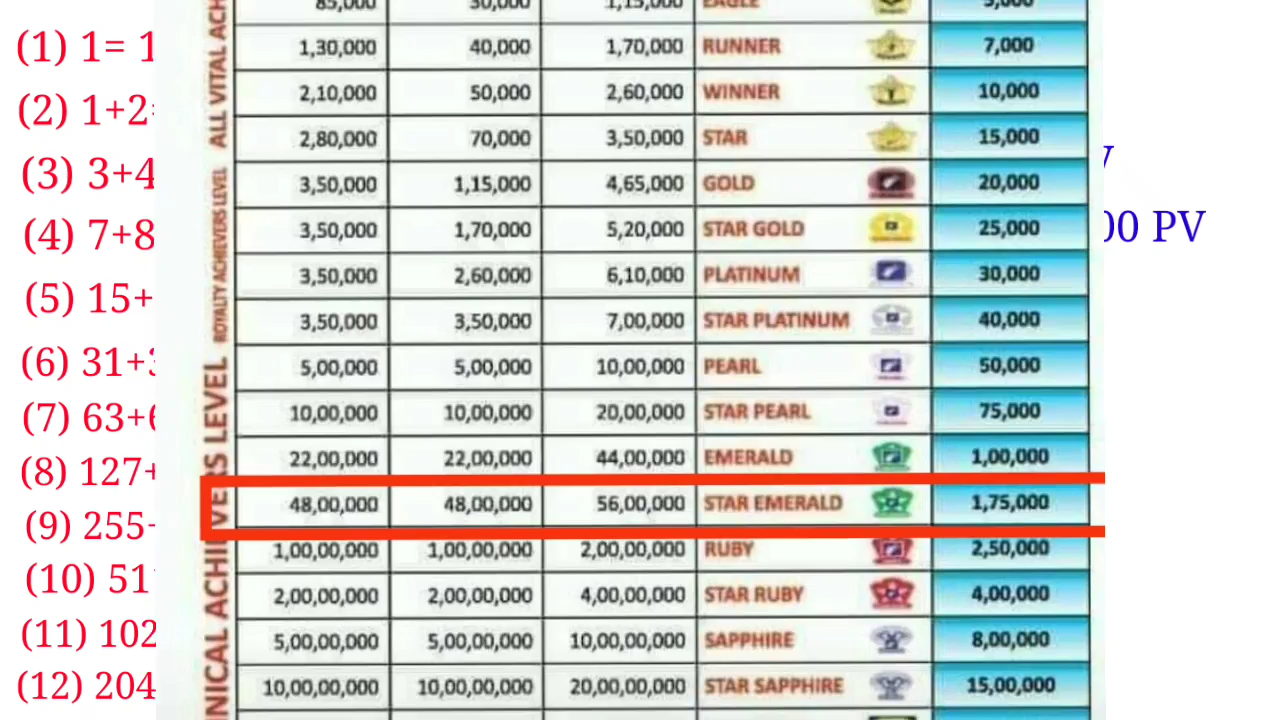 85,000 30,000 1,15,000 EAGLE 5,000
(1) 1= 1
1,30,000 40,000 1,70,000 RUNNER 7,000
(2) 1+2=
2,10,000 50,000 2,60,000 WINNER 10,000
2,80,000 70,000 3,50,000 STAR 15,000
(3) 3+4
3,50,000 1,15,000 4,65,000 GOLD 20,000
(4) 7+8
3,50,000 1,70,000 5,20,000 STAR GOLD 25,000
00 PV
3,50,000 2,60,000 6,10,000 PLATINUM 30,000
(5) 15+
3,50,000 3,50,000 7,00,000 STAR PLATINUM 40,000
(6) 31+3
5,00,000 5,00,000 10,00,000 PEARL 50,000
(7) 63+6
10,00,000 10,00,000 20,00,000 STAR PEARL 75,000
(8) 127+
22,00,000 22,00,000 44,00,000 EMERALD 1,00,000
48,00,000 48,00,000 56,00,000 STAR EMERALD 1,75,000
(9) 255
1,00,00,000 1,00,00,000 2,00,00,000 RUBY 2,50,000
(10) 51
2,00,00,000 2,00,00,000 4,00,00,000 STAR RUBY 4,00,000
(11) 102
5,00,00,000 5,00,00,000 10,00,00,000 SAPPHIRE 8,00,000
(12) 204
10,00,00,000 10,00,00,000 20,00,00,000 STAR SAPPHIRE 15,00,000
ALL VITAL ACH
ROYALTY ACHIEVERS LEVEL
NICAL ACHIEVERS LEVEL